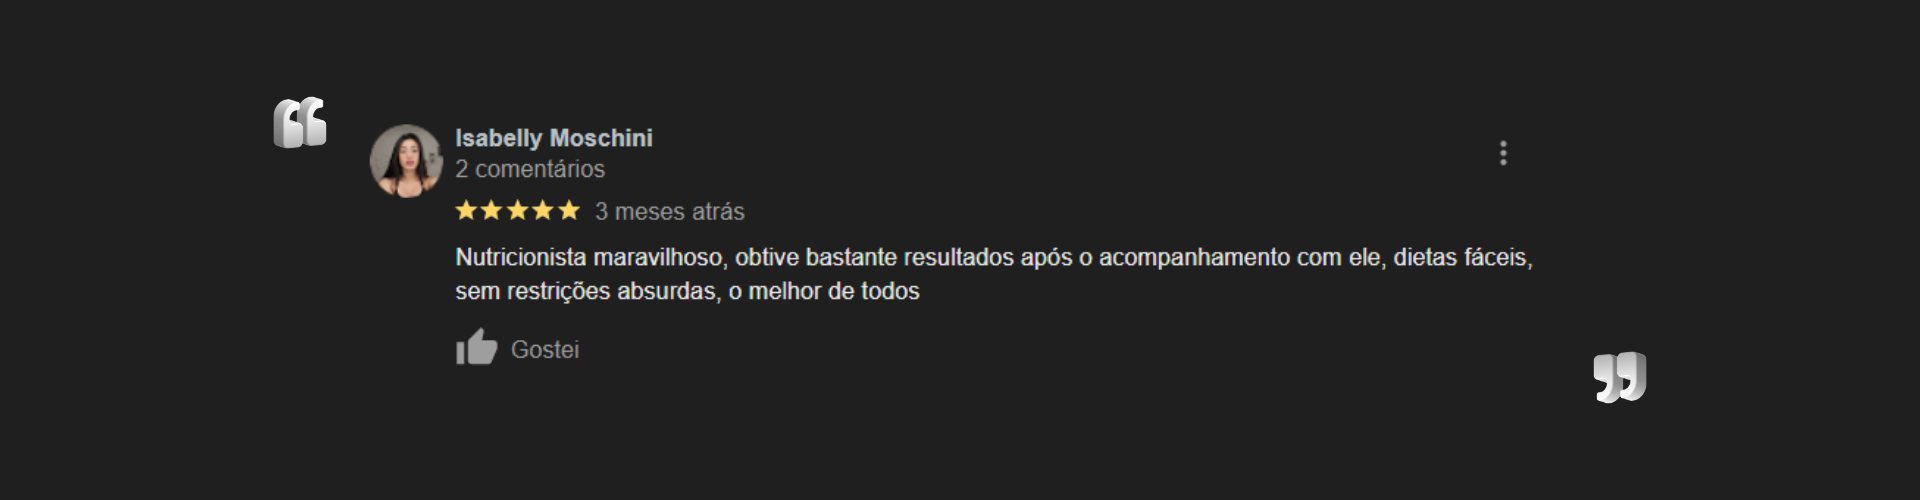 Isabelly Moschini
2 comentários
3 meses atrás
Nutricionista maravilhoso, obtive bastante resultados após o acompanhamento com ele, dietas fáceis,
sem restrições absurdas, o melhor de todos
Gostei